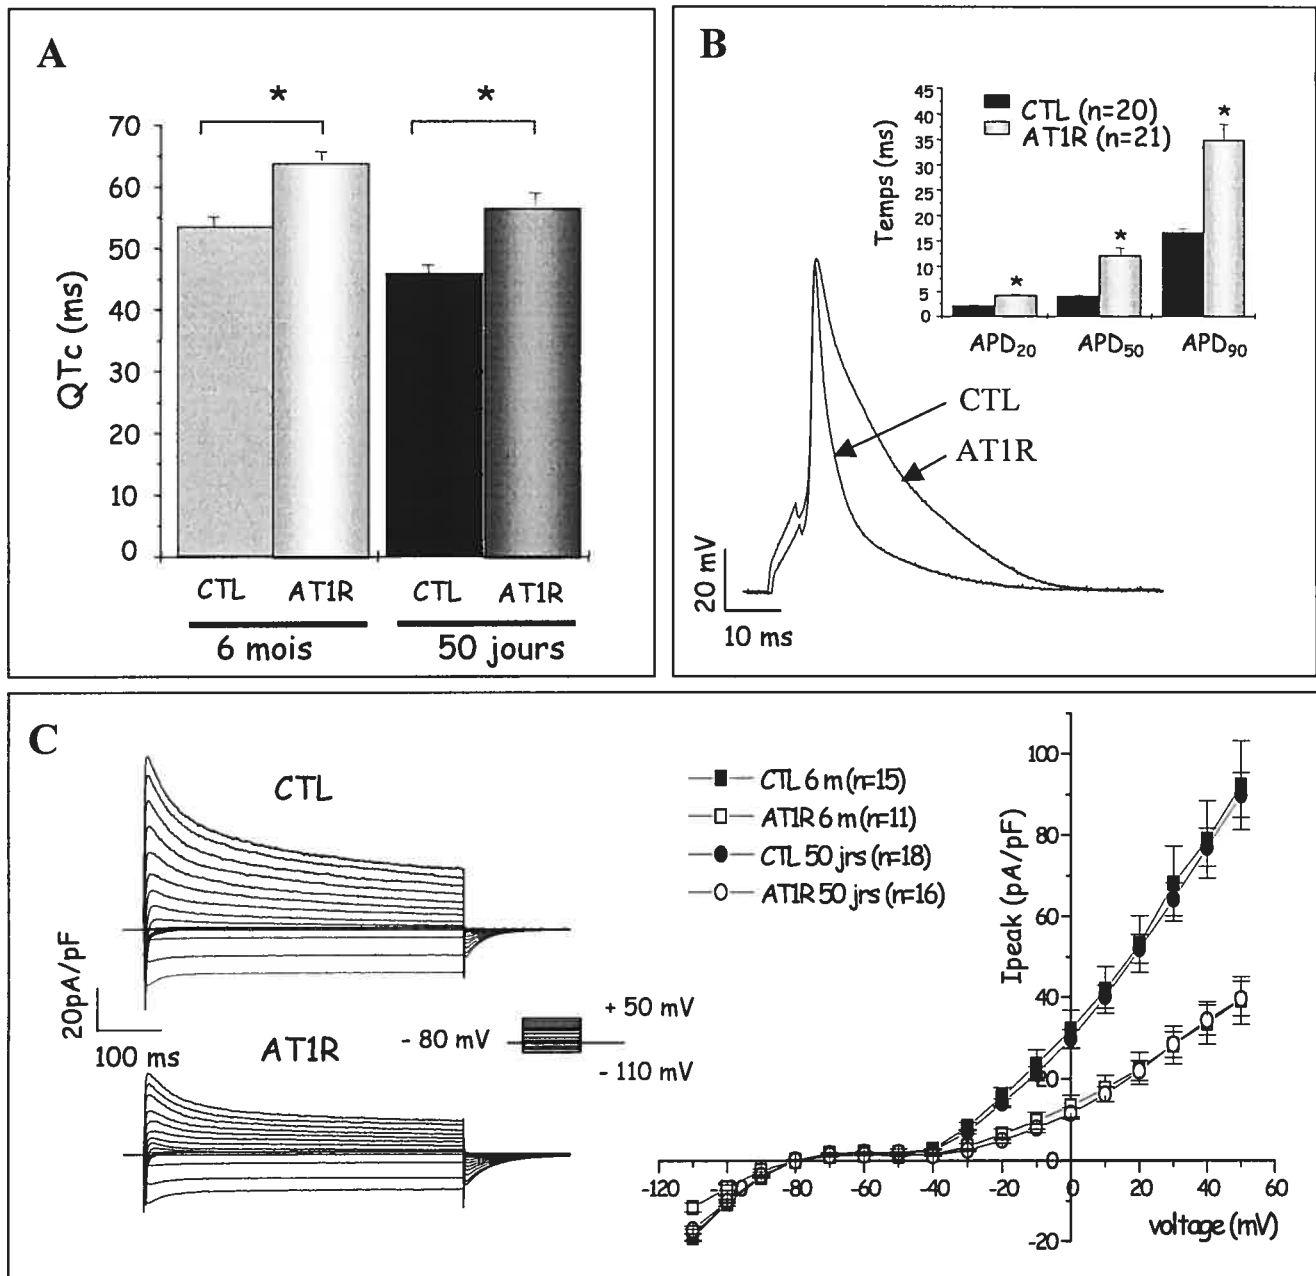 A
*
*
70
60
50
40
30
20
10
0
QTc (ms)
CTL
AT1R
CTL
AT1R
6 mois
50 jours
B
45
40
35
30
25
20
15
10
5
0
Temps (ms)
CTL (n=20)
AT1R (n=21)
*
*
*
APD20
APD50
APD90
CTL
AT1R
20 mV
10 ms
C
CTL
20pA/pF
100 ms
AT1R
- 80 mV
+ 50 mV
- 110 mV
CTL 6 m (n=15)
AT1R 6 m (n=11)
CTL 50 jrs (n=18)
AT1R 50 jrs (n=16)
Ipeak (pA/pF)
100
80
60
40
20
0
-20
-120
-100
-80
-60
-40
-20
0
20
40
60
voltage (mV)